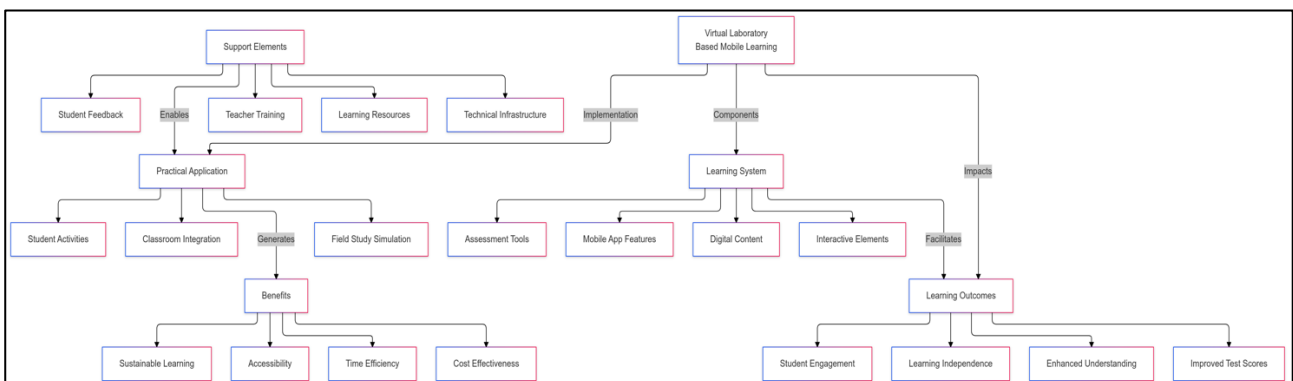 Support Elements
Virtual Laboratory
Based Mobile Learning
Student Feedback
Enables
Teacher Training
Learning Resources
Technical Infrastructure
Implementation
Components
Practical Application
Learning System
Impacts
Student Activities
Classroom Integration
Generates
Field Study Simulation
Assessment Tools
Mobile App Features
Digital Content
Interactive Elements
Facilitates
Benefits
Learning Outcomes
Sustainable Learning
Accessibility
Time Efficiency
Cost Effectiveness
Student Engagement
Learning Independence
Enhanced Understanding
Improved Test Scores